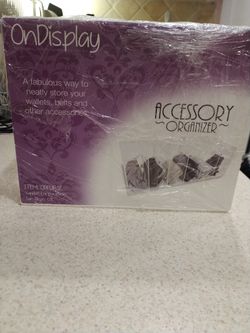 OnDisplay
A fabulous way to
neatly store your
wallets, belts and
other accessories
ACCESSORY
~ORGANIZER~